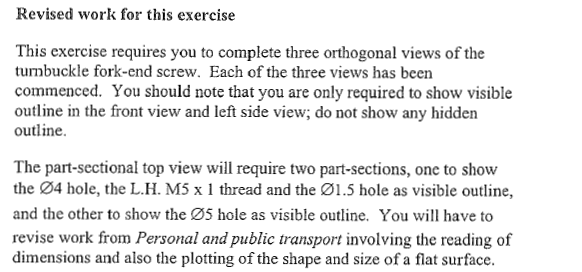 Revised work for this exercise
This exercise requires you to complete three orthogonal views of the
turnbuckle fork-end screw. Each of the three views has been
commenced. You should note that you are only required to show visible
outline in the front view and left side view; do not show any hidden
outline.
The part-sectional top view will require two part-sections, one to show
the Ø4 hole, the L.H. M5 x 1 thread and the Ø1.5 hole as visible outline,
and the other to show the Ø5 hole as visible outline. You will have to
revise work from Personal and public transport involving the reading of
dimensions and also the plotting of the shape and size of a flat surface.